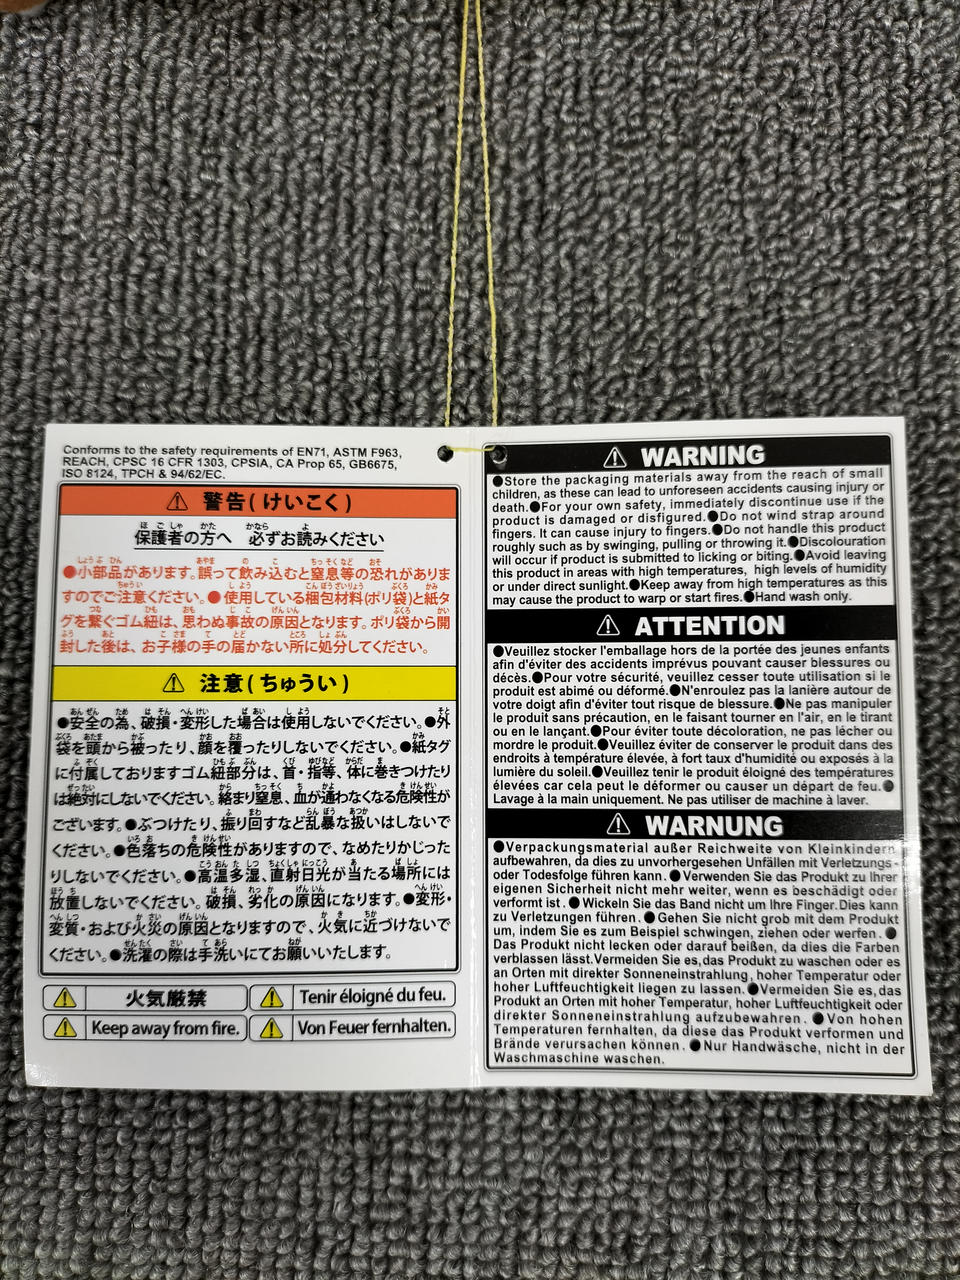 Conforms to the safety requirements of EN71, ASTM F963,
REACH, CPSC 16 CFR 1303, CPSIA, CA Prop 65, GB6675,
ISO 8124, TPCH & 94/62/EC.
警告(けいこく)
保護者の方へ 必ずお読みください
●小部品があります。誤って飲み込むと窒息等の恐れがありま
すのでご注意ください。●使用している梱包材料(ポリ袋)と紙タ
グを繋ぐゴム紐は、思わぬ事故の原因となります。ポリ袋から開
封した後は、お子様の手の届かない所に処分してください。
注意(ちゅうい)
●安全の為、破損・変形した場合は使用しないでください。●外
袋を頭から被ったり、顔を覆ったりしないでください。●紙タグ
に付属しておりますゴム紐部分は、首・指等、体に巻きつけたり
は絶対にしないでください。絡まり窒息、血が通わなくなる危険性が
ございます。●ぶつけたり、振り回すなど乱暴な扱いはしないで
ください。●色落ちの危険性がありますので、なめたりかじった
りしないでください。●高温多湿、直射日光が当たる場所には
放置しないでください。破損、劣化の原因になります。●変形・
変質・および火災の原因となりますので、火気に近づけないで
ください。●洗濯の際は手洗いにてお願いいたします。
火気厳禁
Tenir éloigné du feu.
Keep away from fire.
Von Feuer fernhalten.
WARNING
●Store the packaging materials away from the reach of small
children, as these can lead to unforeseen accidents causing injury or
death.●For your own safety, immediately discontinue use if the
product is damaged or disfigured.●Do not wind strap around
fingers. It can cause injury to fingers.●Do not handle this product
roughly such as by swinging, pulling or throwing it.●Discolouration
will occur if product is submitted to licking or biting.●Avoid leaving
this product in areas with high temperatures, high levels of humidity
or under direct sunlight.●Keep away from high temperatures as this
may cause the product to warp or start fires.●Hand wash only.
ATTENTION
●Veuillez stocker l'emballage hors de la portée des jeunes enfants
afin d'éviter des accidents imprévus pouvant causer blessures ou
décès.●Pour votre sécurité, veuillez cesser toute utilisation si le
produit est abimé ou déformé.●N'enroulez pas la lanière autour de
votre doigt afin d'éviter tout risque de blessure.●Ne pas manipuler
le produit sans précaution, en le faisant tourner en l'air, en le tirant
ou en le lançant.●Pour éviter toute décoloration, ne pas lécher ou
mordre le produit.●Veuillez éviter de conserver le produit dans des
endroits à température élevée, à fort taux d'humidité ou exposés à la
lumière du soleil.●Veuillez tenir le produit éloigné des températures
élevées car cela peut le déformer ou causer un départ de feu.●
Lavage à la main uniquement. Ne pas utiliser de machine à laver.
WARNUNG
●Verpackungsmaterial außer Reichweite von Kleinkindern
aufbewahren, da dies zu unvorhergesehen Unfällen mit Verletzungs-
oder Todesfolge führen kann.●Verwenden Sie das Produkt zu Ihrer
eigenen Sicherheit nicht mehr weiter, wenn es beschädigt oder
verformt ist.●Wickeln Sie das Band nicht um Ihre Finger.Dies kann
zu Verletzungen führen.●Gehen Sie nicht grob mit dem Produkt
um, indem Sie es zum Beispiel schwingen, ziehen oder werfen.●
Das Produkt nicht lecken oder darauf beißen, da dies die Farben
verblassen lässt.Vermeiden Sie es,das Produkt zu waschen oder es
an Orten mit direkter Sonneneinstrahlung, hoher Temperatur oder
hoher Luftfeuchtigkeit liegen zu lassen.●Vermeiden Sie es,das
Produkt an Orten mit hoher Temperatur, hoher Luftfeuchtigkeit oder
direkter Sonneneinstrahlung aufzubewahren.●Von hohen
Temperaturen fernhalten, da diese das Produkt verformen und
Brände verursachen können.●Nur Handwäsche, nicht in der
Waschmaschine waschen.